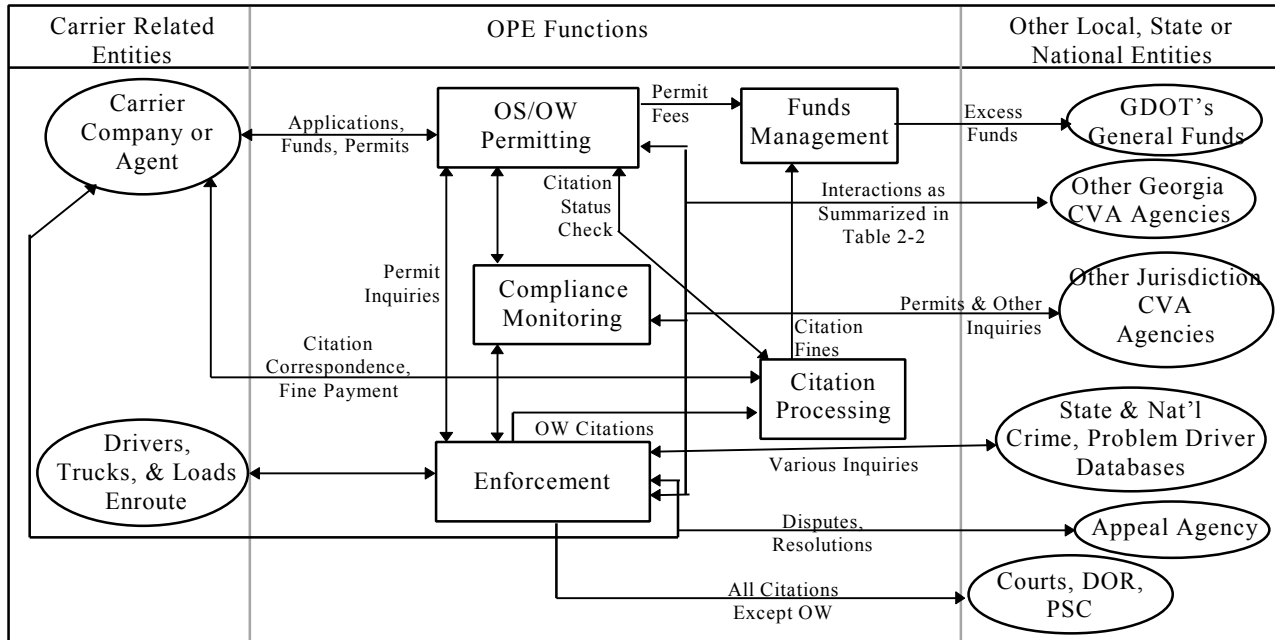 Carrier Related
Entities
OPE Functions
Other Local, State or
National Entities
Carrier
Company or
Agent
Applications,
Funds, Permits
OS/OW
Permitting
Permit
Fees
Funds
Management
Excess
Funds
GDOT's
General Funds
Citation
Status
Check
Interactions as
Summarized in
Table 2-2
Other Georgia
CVA Agencies
Permit
Inquiries
Compliance
Monitoring
Permits & Other
Inquiries
Other Jurisdiction
CVA
Agencies
Citation
Correspondence,
Fine Payment
Citation
Fines
Citation
Processing
OW Citations
Drivers,
Trucks, & Loads
Enroute
Enforcement
Various Inquiries
State & Nat'l
Crime, Problem Driver
Databases
Disputes,
Resolutions
Appeal Agency
All Citations
Except OW
Courts, DOR,
PSC